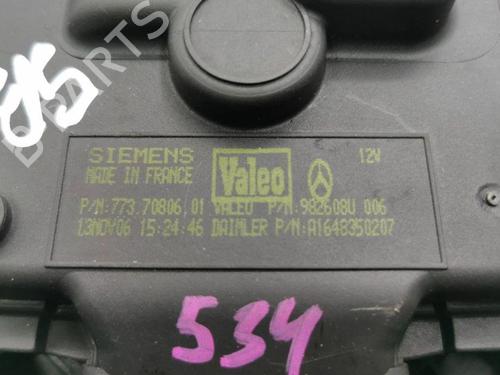 SIEMENS Valeo 12V
MADE IN FRANCE
P/N:773.70806.01 VALEO P/N:982608U 006
13NOV06 15:24:46 DAIMLER P/N:A1648350207
534